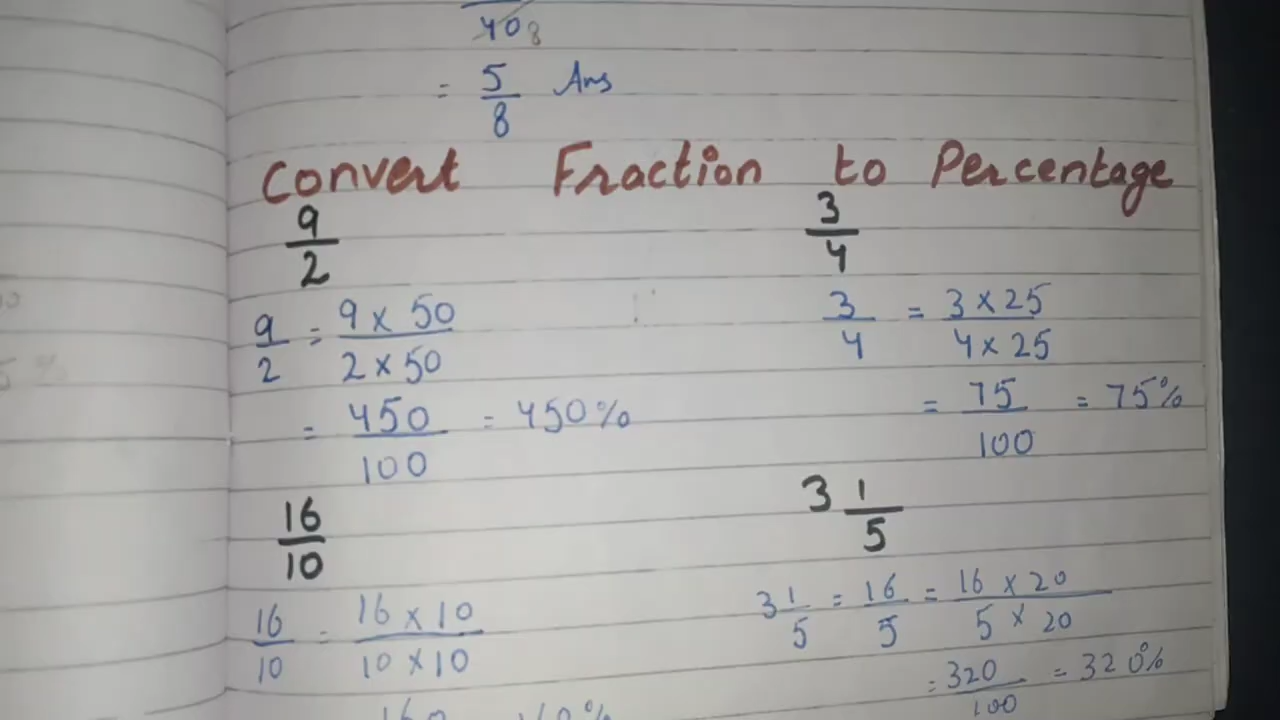 40 8
= 5/8 Ans
Convert Fraction to Percentage
9/2
9/2 = 9 x 50 / 2 x 50
= 450/100 = 450%
3/4
3/4 = 3 x 25 / 4 x 25
= 75/100 = 75%
16/10
16/10 = 16 x 10 / 10 x 10
3 1/5
3 1/5 = 16/5 = 16 x 20 / 5 x 20
= 320/100 = 320%